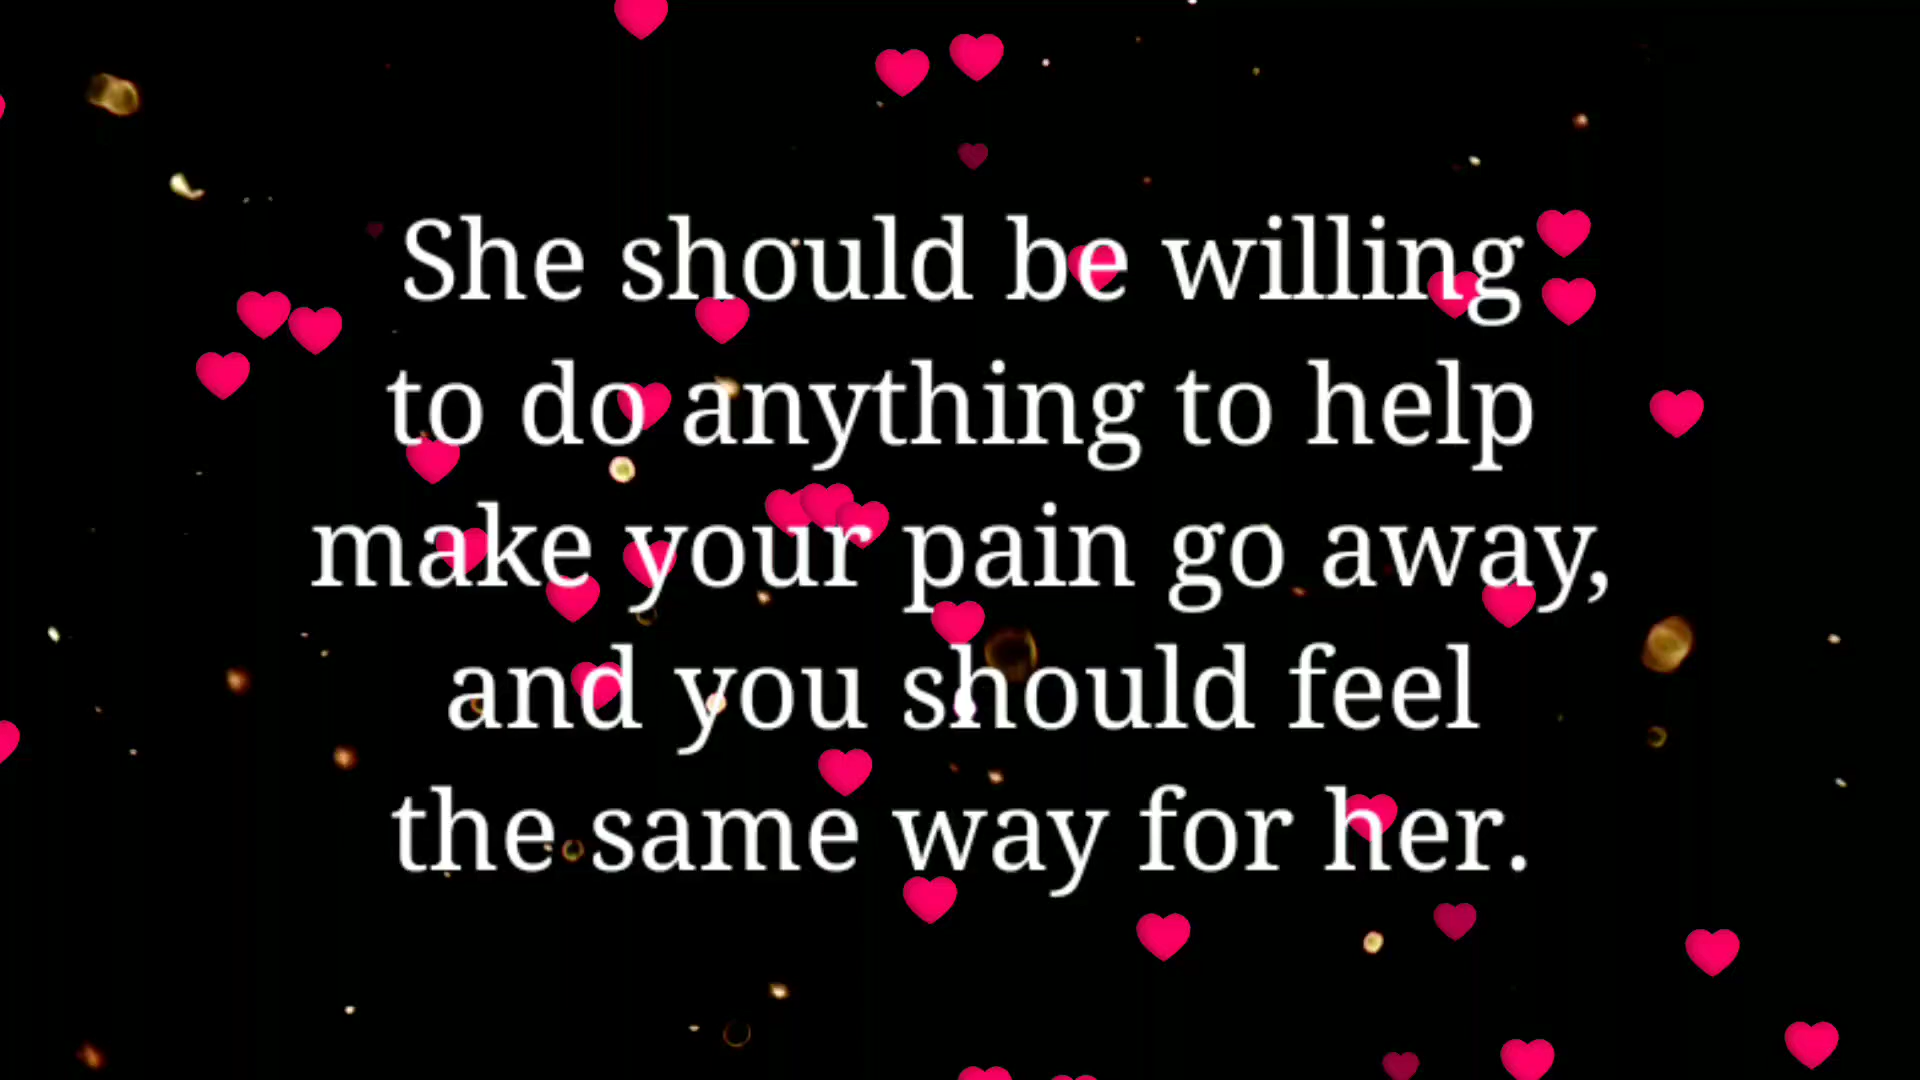 She should be willing
to do anything to help
make your pain go away,
and you should feel
the same way for her.